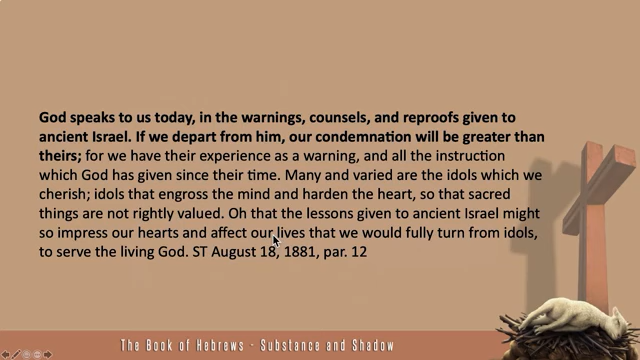 God speaks to us today, in the warnings, counsels, and reproofs given to
ancient Israel. If we depart from him, our condemnation will be greater than
theirs; for we have their experience as a warning, and all the instruction
which God has given since their time. Many and varied are the idols which we
cherish; idols that engross the mind and harden the heart, so that sacred
things are not rightly valued. Oh that the lessons given to ancient Israel might
so impress our hearts and affect our lives that we would fully turn from idols,
to serve the living God. ST August 18, 1881, par. 12
The Book of Hebrews - Substance and Shadow